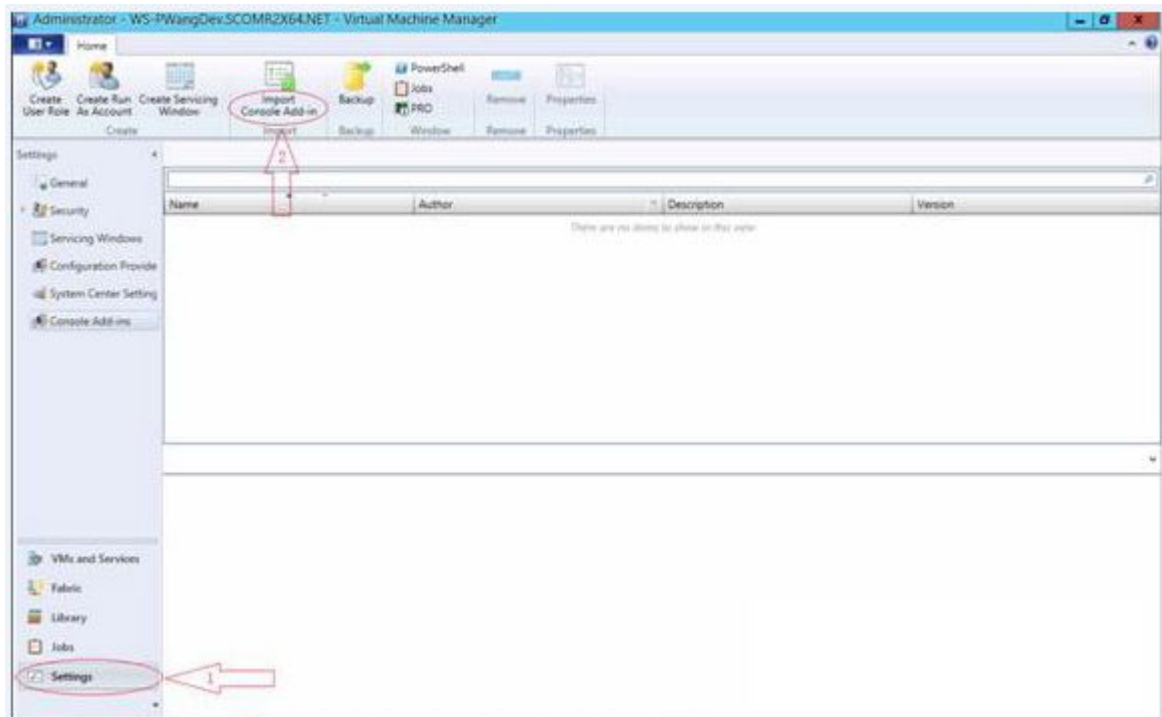 Administrator - WS-PWangDev.SCOMR2X64.NET - Virtual Machine Manager
Home
Create User Role
Create Run As Account
Create Servicing Window
Import Console Add-in
Backup
PowerShell
Jobs
PRO
Remove
Properties
Create
Import
Backup
Window
Remove
Properties
2
Settings
General
Security
Servicing Windows
Configuration Provide
System Center Setting
Console Add-ins
Name
Author
Description
Version
There are no items to show in this view
VMs and Services
Fabric
Library
Jobs
Settings
1